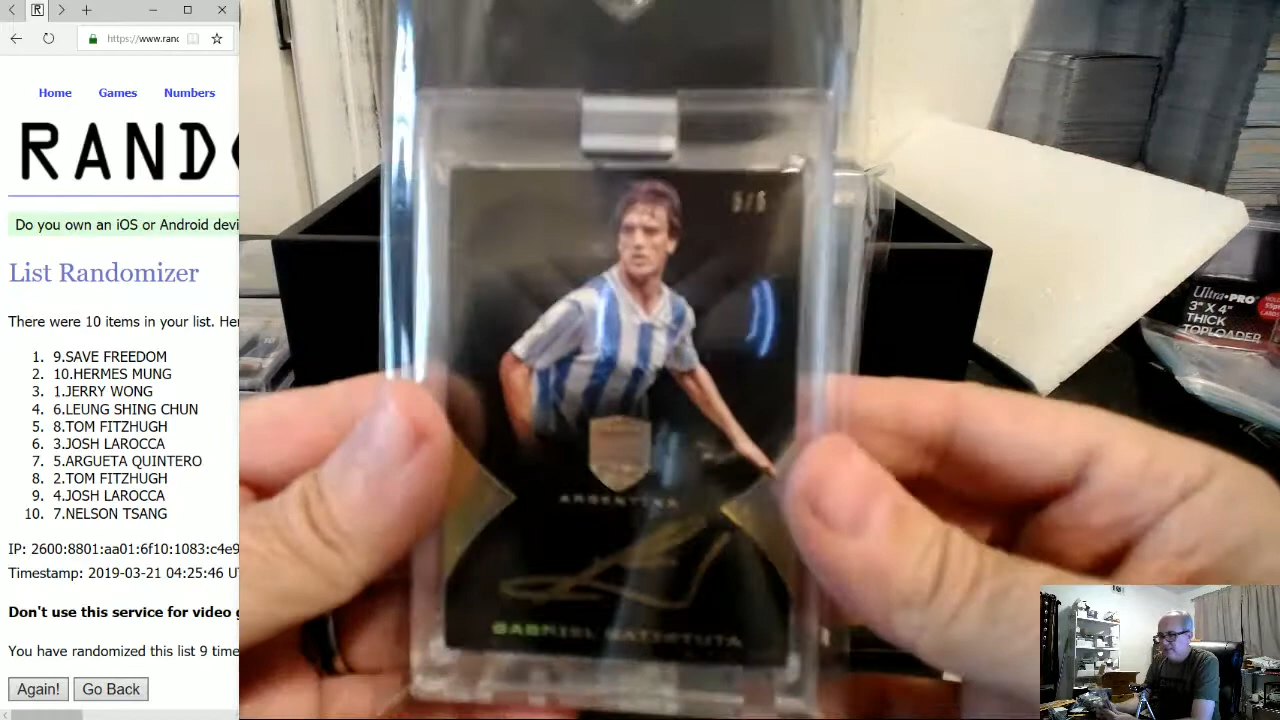 https://www.ranc
Home Games Numbers
RAND
Do you own an iOS or Android devi
List Randomizer
There were 10 items in your list. Her
1. 9.SAVE FREEDOM
2. 10.HERMES MUNG
3. 1.JERRY WONG
4. 6.LEUNG SHING CHUN
5. 8.TOM FITZHUGH
6. 3.JOSH LAROCCA
7. 5.ARGUETA QUINTERO
8. 2.TOM FITZHUGH
9. 4.JOSH LAROCCA
10. 7.NELSON TSANG
IP: 2600:8801:aa01:6f10:1083:c4e9
Timestamp: 2019-03-21 04:25:46 U
Don't use this service for video g
You have randomized this list 9 time
Again! Go Back
ARGENTINA
GABRIEL BATISTUTA
Ultra•PRO
3" X 4"
THICK
TOPLOADER